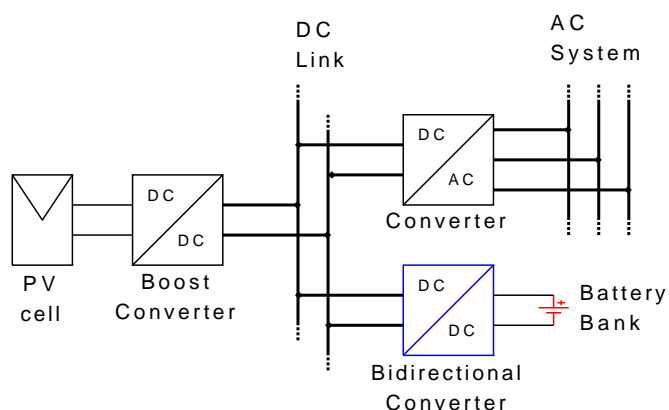 DC
Link
AC
System
DC
AC
Converter
DC
DC
PV
cell
Boost
Converter
DC
DC
Bidirectional
Converter
+
Battery
Bank